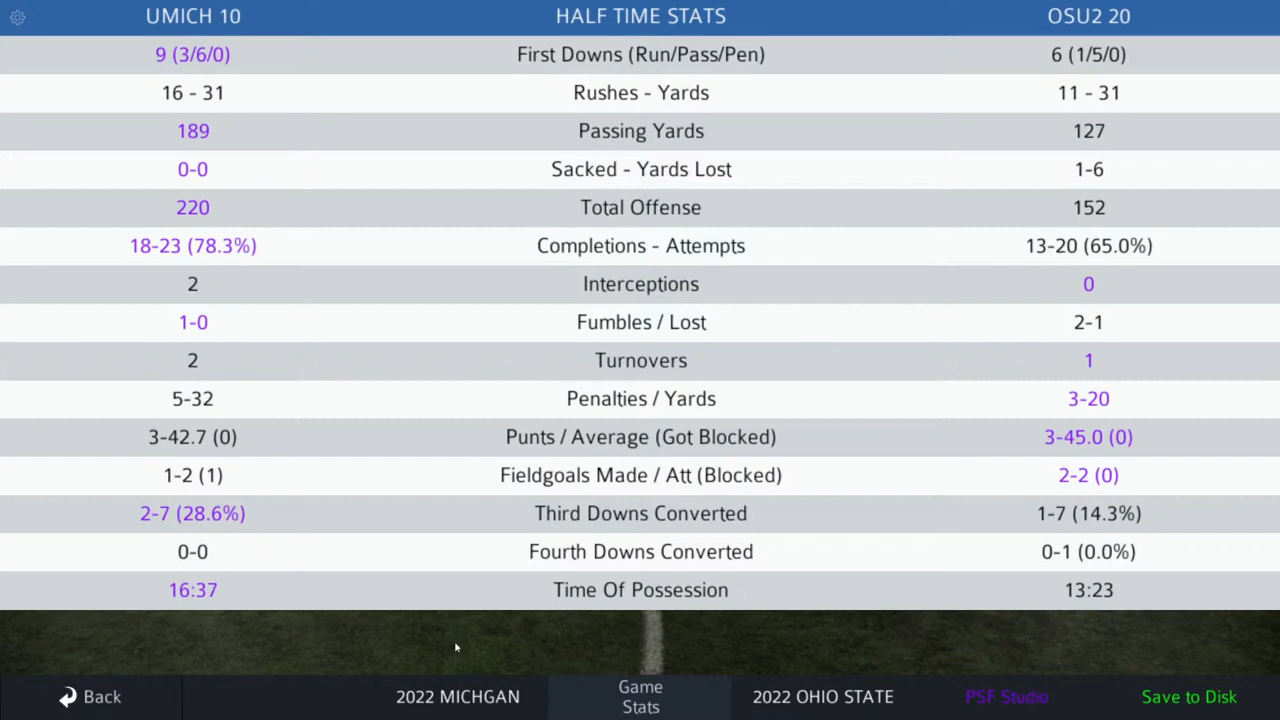 UMICH 10 HALF TIME STATS OSU2 20
9 (3/6/0) First Downs (Run/Pass/Pen) 6 (1/5/0)
16 - 31 Rushes - Yards 11 - 31
189 Passing Yards 127
0-0 Sacked - Yards Lost 1-6
220 Total Offense 152
18-23 (78.3%) Completions - Attempts 13-20 (65.0%)
2 Interceptions 0
1-0 Fumbles / Lost 2-1
2 Turnovers 1
5-32 Penalties / Yards 3-20
3-42.7 (0) Punts / Average (Got Blocked) 3-45.0 (0)
1-2 (1) Fieldgoals Made / Att (Blocked) 2-2 (0)
2-7 (28.6%) Third Downs Converted 1-7 (14.3%)
0-0 Fourth Downs Converted 0-1 (0.0%)
16:37 Time Of Possession 13:23
Back 2022 MICHGAN Game Stats 2022 OHIO STATE PSF Studio Save to Disk